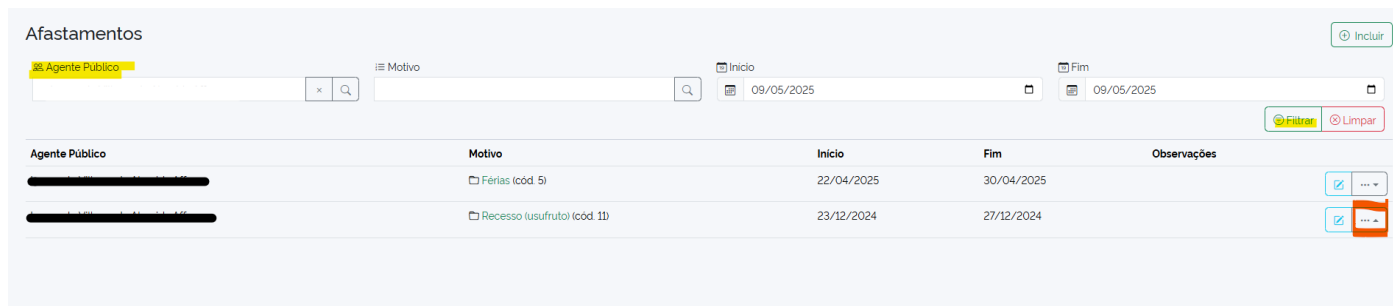 Afastamentos
Incluir
Agente Público
Motivo
Início
Fim
09/05/2025
09/05/2025
Filtrar
Limpar
Agente Público Motivo Início Fim Observações
Férias (cód. 5) 22/04/2025 30/04/2025
Recesso (usufruto) (cód. 11) 23/12/2024 27/12/2024